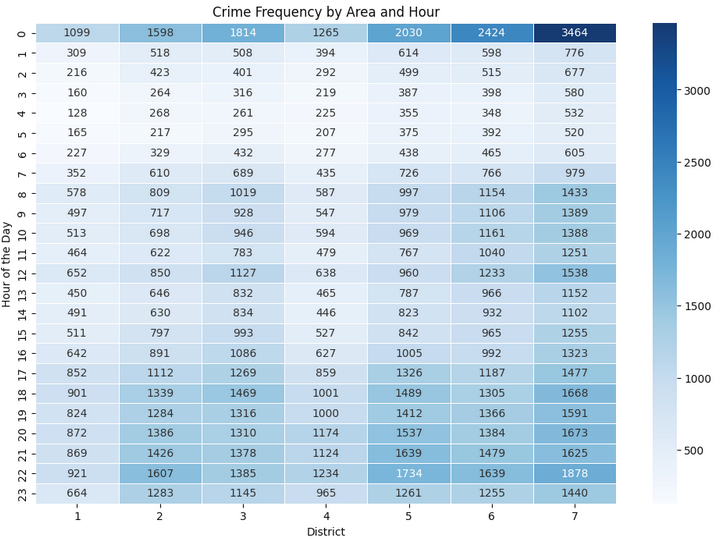 Crime Frequency by Area and Hour
0 1099 1598 1814 1265 2030 2424 3464
1 309 518 508 394 614 598 776
2 216 423 401 292 499 515 677
3 160 264 316 219 387 398 580
4 128 268 261 225 355 348 532
5 165 217 295 207 375 392 520
6 227 329 432 277 438 465 605
7 352 610 689 435 726 766 979
8 578 809 1019 587 997 1154 1433
9 497 717 928 547 979 1106 1389
10 513 698 946 594 969 1161 1388
11 464 622 783 479 767 1040 1251
12 652 850 1127 638 960 1233 1538
13 450 646 832 465 787 966 1152
14 491 630 834 446 823 932 1102
15 511 797 993 527 842 965 1255
16 642 891 1086 627 1005 992 1323
17 852 1112 1269 859 1326 1187 1477
18 901 1339 1469 1001 1489 1305 1668
19 824 1284 1316 1000 1412 1366 1591
20 872 1386 1310 1174 1537 1384 1673
21 869 1426 1378 1124 1639 1479 1625
22 921 1607 1385 1234 1734 1639 1878
23 664 1283 1145 965 1261 1255 1440
1 2 3 4 5 6 7
District
Hour of the Day
3000
2500
2000
1500
1000
500